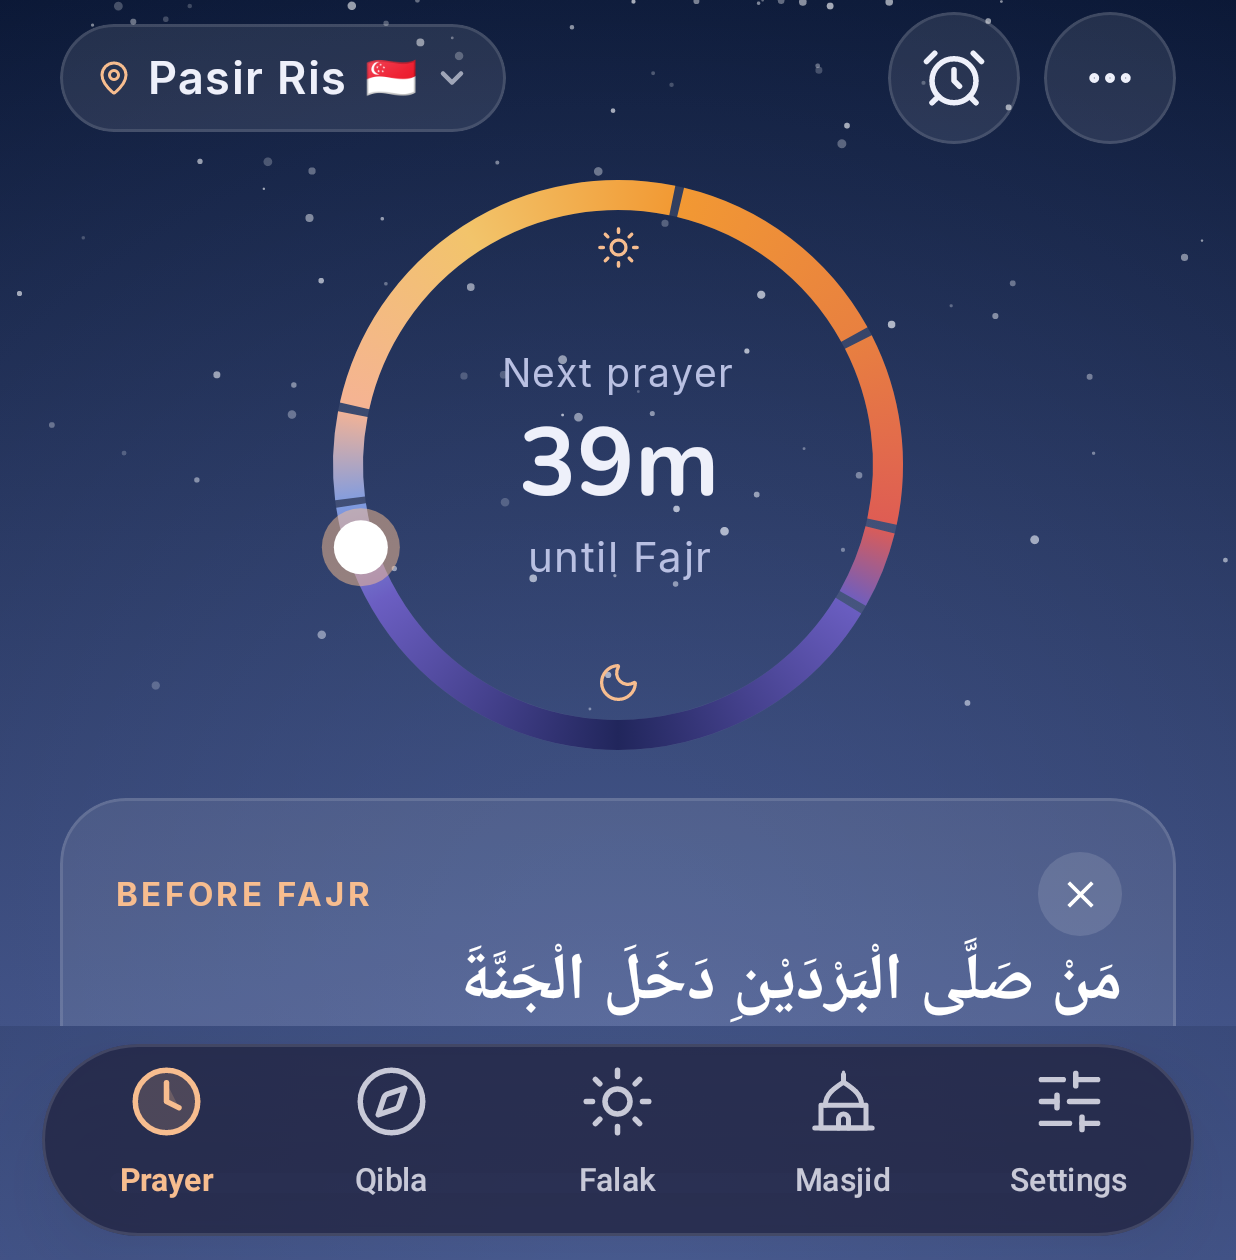 Pasir Ris 🇸🇬
Next prayer
39m
until Fajr
BEFORE FAJR
مَنْ صَلَّى الْبَرْدَيْنِ دَخَلَ الْجَنَّةَ
Prayer
Qibla
Falak
Masjid
Settings